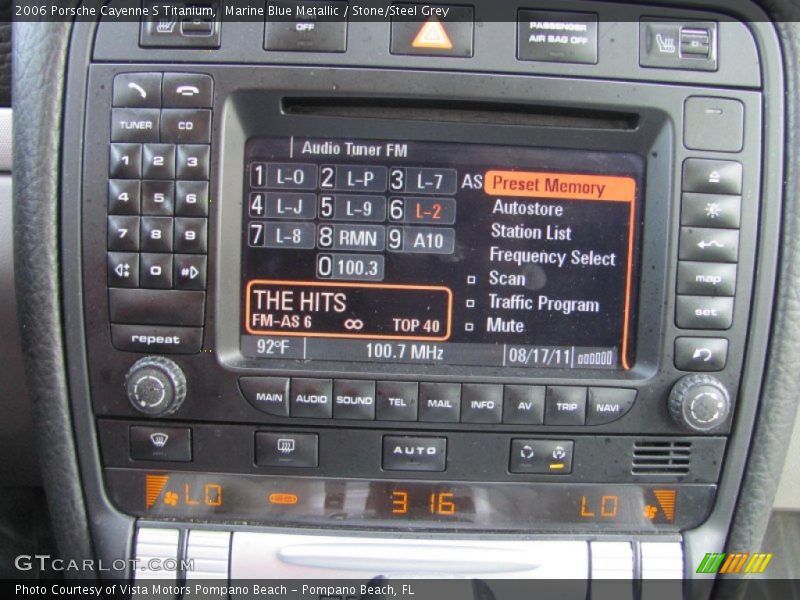 2006 Porsche Cayenne S Titanium,  Marine Blue Metallic / Stone/Steel Grey
OFF
PASSENGER
AIR BAG OFF
TUNER CD
1 2 3
4 5 6
7 8 9
0
repeat
Audio Tuner FM
1 L-O 2 L-P 3 L-7 AS
4 L-J 5 L-9 6 L-2
7 L-8 8 RMN 9 A10
0 100.3
Preset Memory
Autostore
Station List
Frequency Select
Scan
Traffic Program
Mute
THE HITS
FM-AS 6 ∞ TOP 40
92°F 100.7 MHz 08/17/11
map
set
MAIN AUDIO SOUND TEL MAIL INFO AV TRIP NAVI
AUTO
LO 3 16 LO
GTCARLOT.COM
Photo Courtesy of Vista Motors Pompano Beach - Pompano Beach, FL